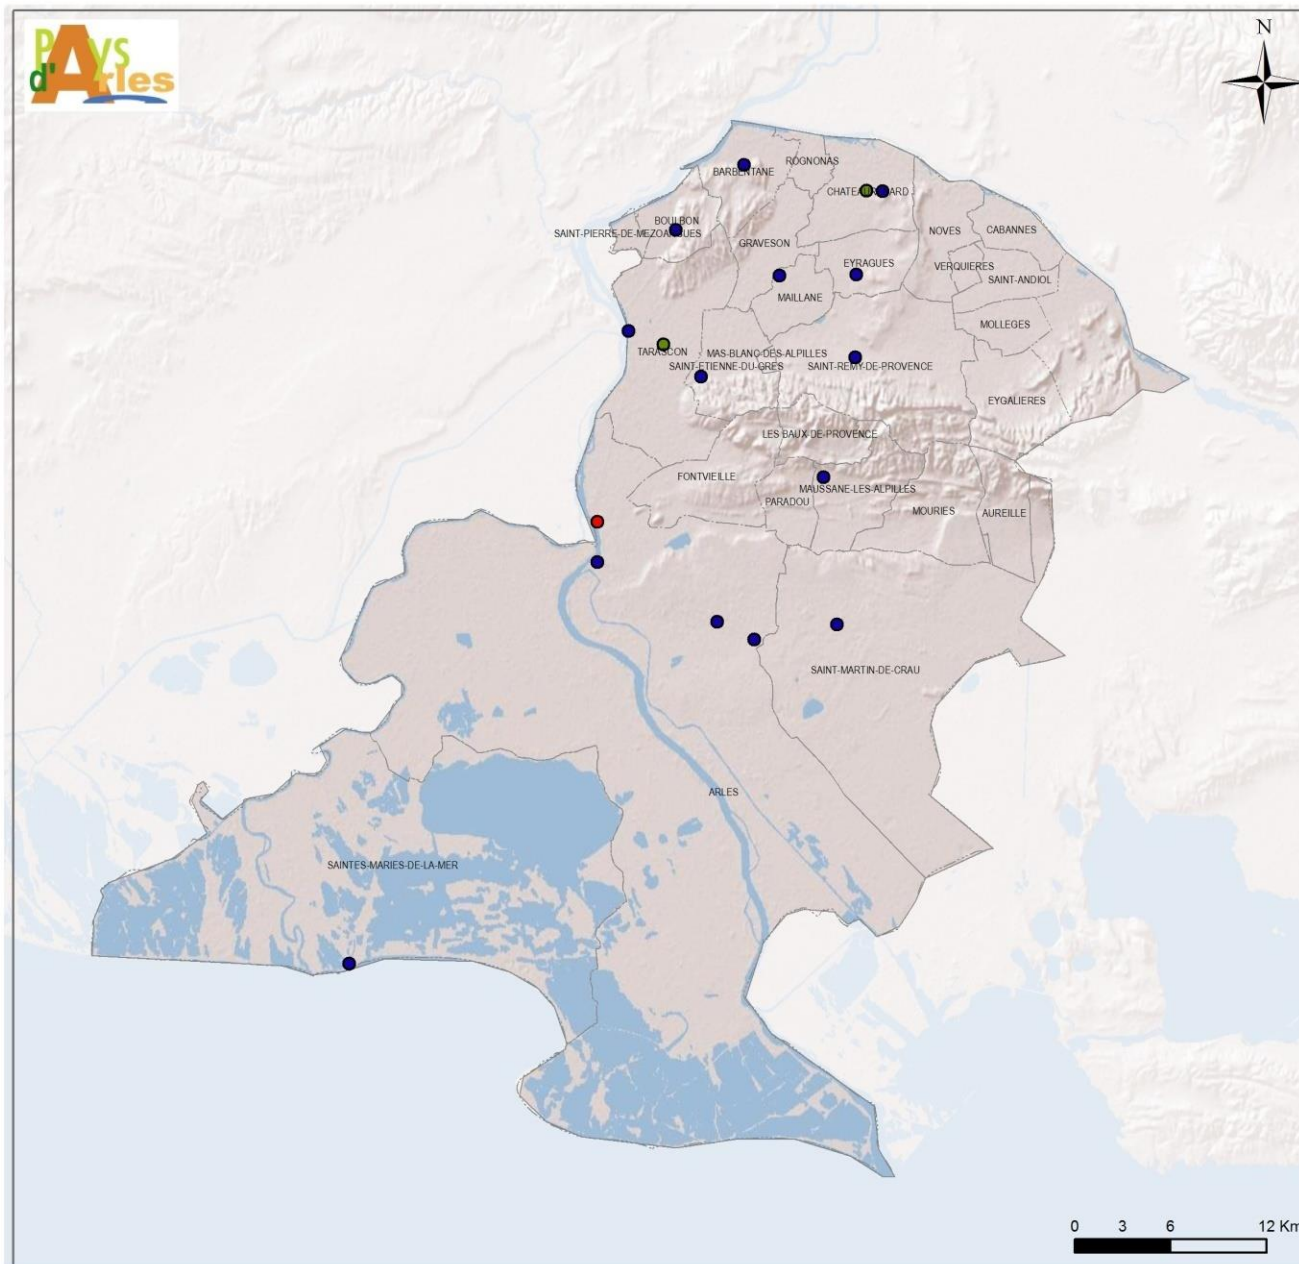 Pays
d'Arles
N
ROGNONAS
BARBENTANE
CHATEAURENARD
BOULBON
SAINT-PIERRE-DE-MEZOARGUES
NOVES
CABANNES
GRAVESON
EYRAGUES
VERQUIERES
SAINT-ANDIOL
MAILLANE
MOLLEGES
TARASCON
MAS-BLANC-DES-ALPILLES
SAINT-ETIENNE-DU-GRES
SAINT-REMY-DE-PROVENCE
EYGALIERES
LES BAUX-DE-PROVENCE
FONTVIEILLE
MAUSSANE-LES-ALPILLES
PARADOU
MOURIES
AUREILLE
SAINT-MARTIN-DE-CRAU
ARLES
SAINTES-MARIES-DE-LA-MER
0 3 6 12 Km